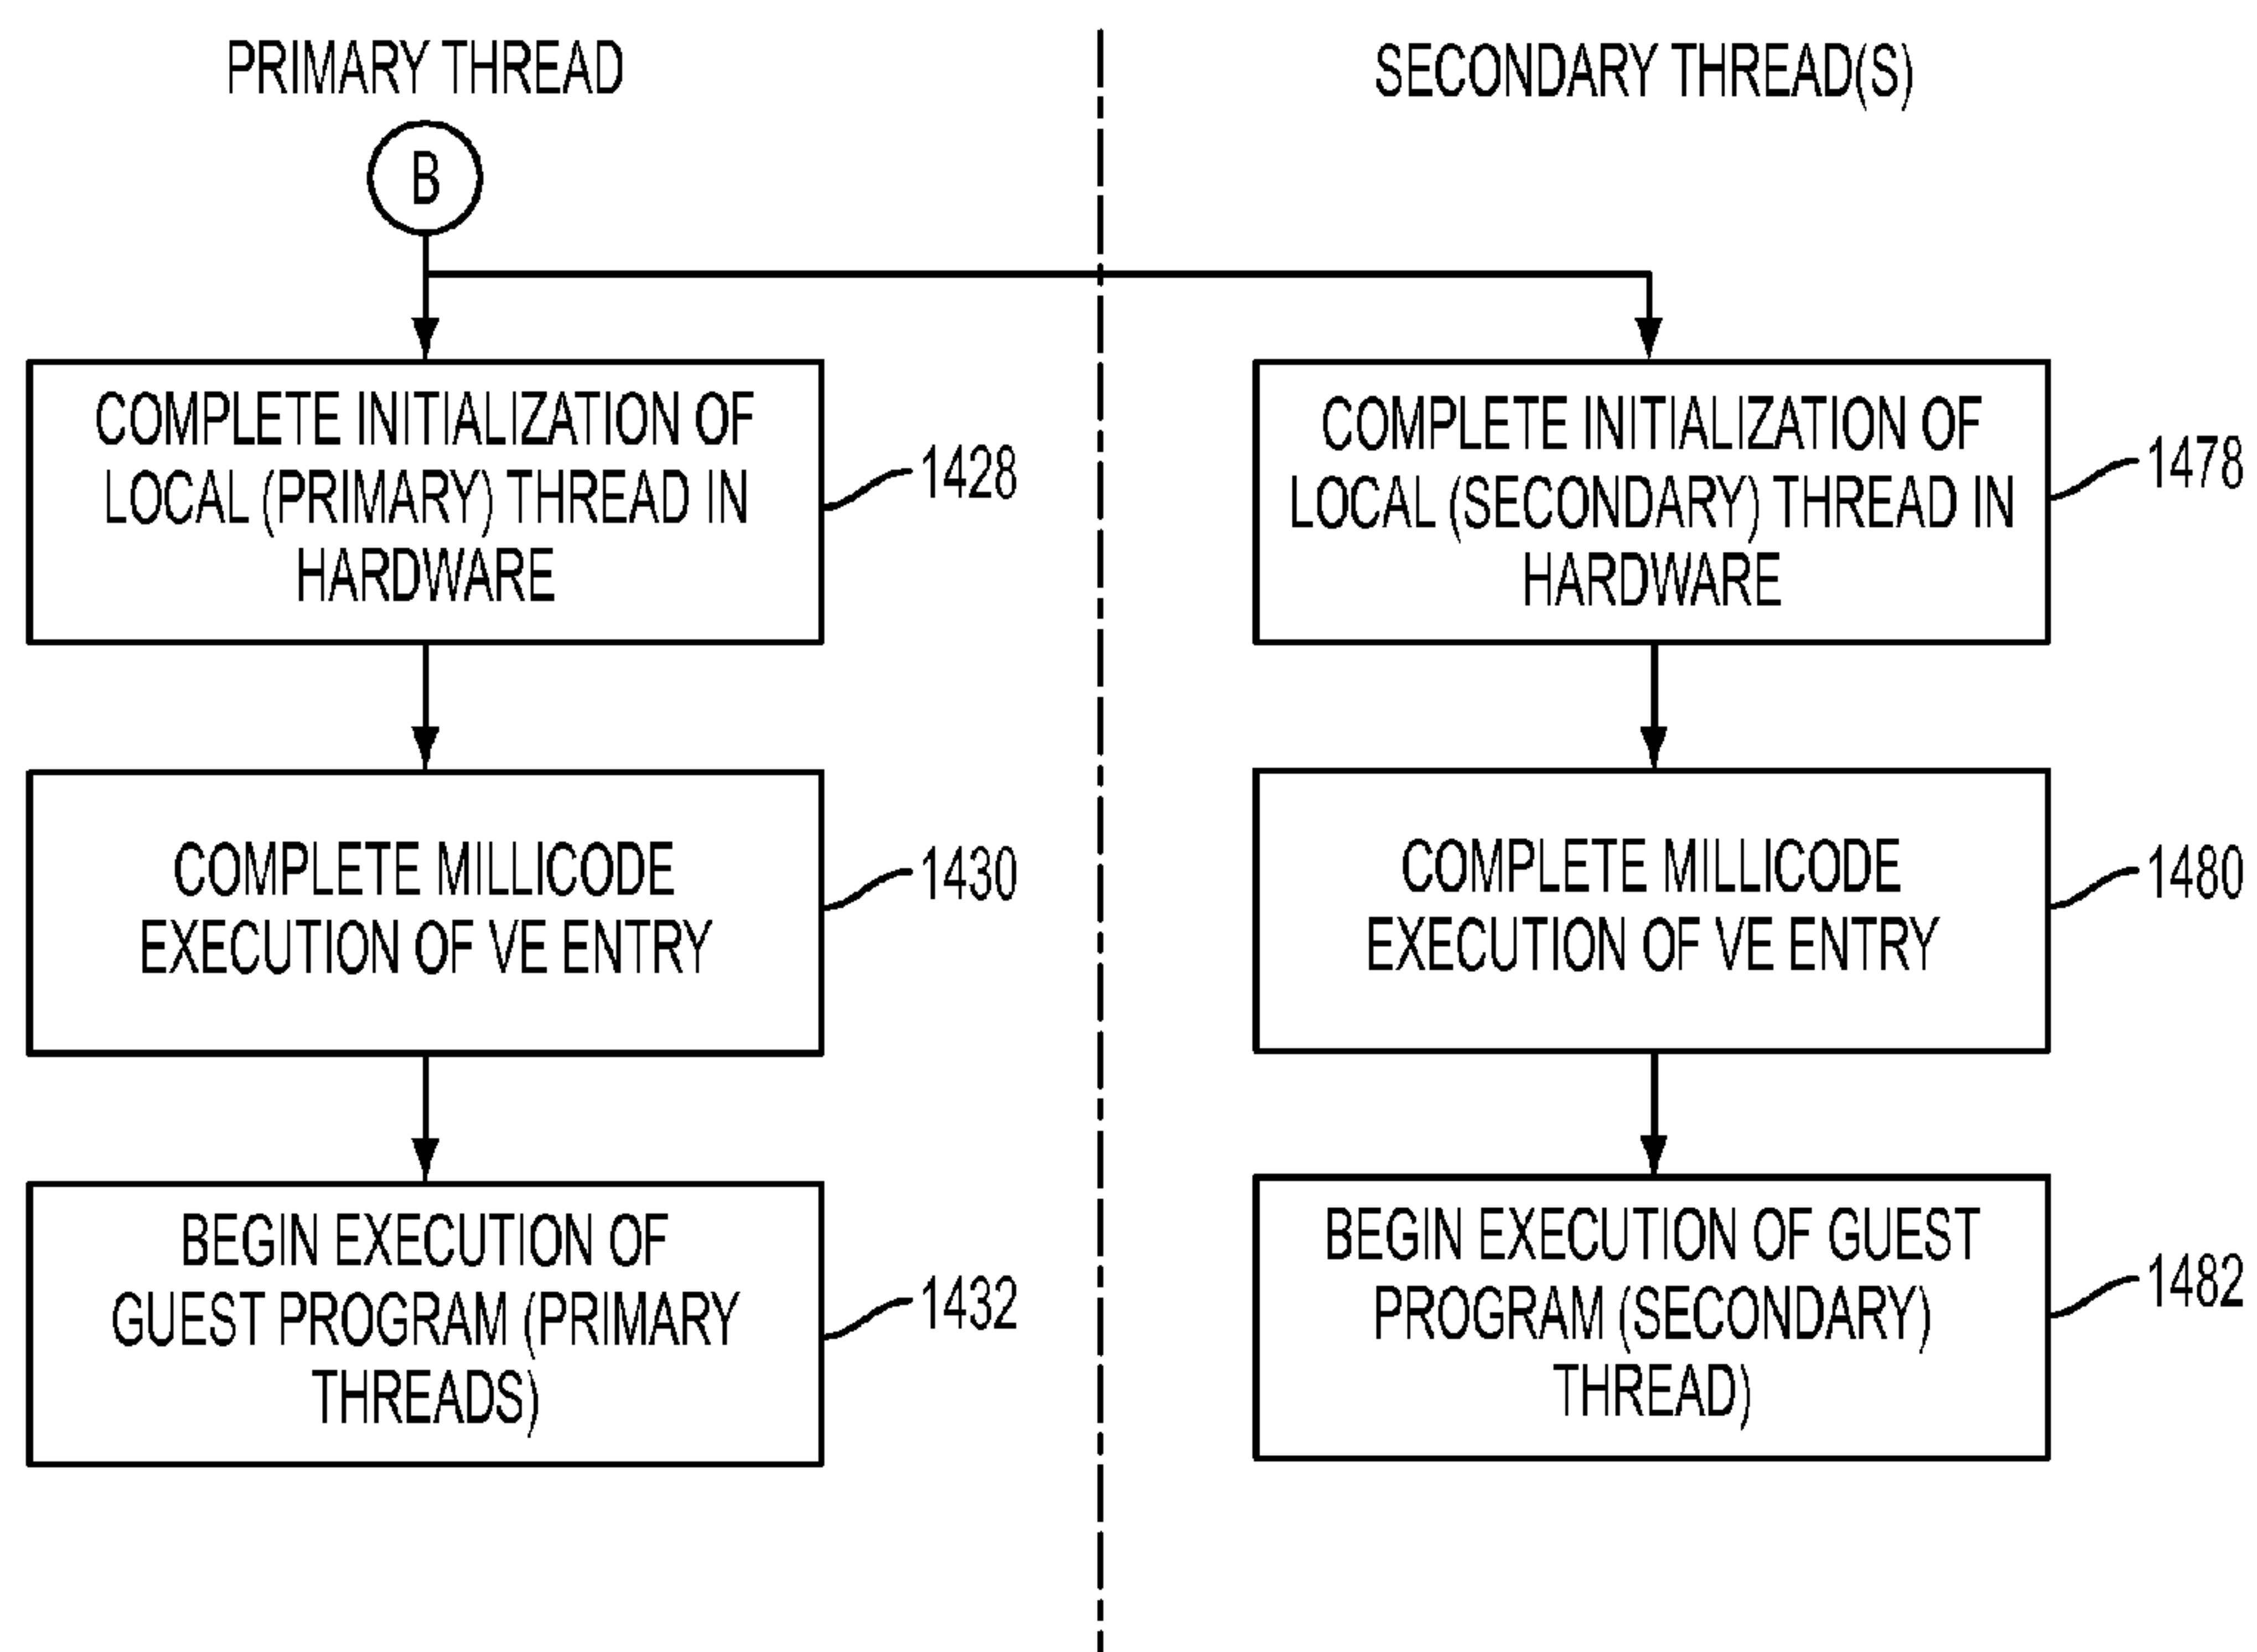 PRIMARY THREAD
B
COMPLETE INITIALIZATION OF
LOCAL (PRIMARY) THREAD IN
HARDWARE
1428
COMPLETE MILLICODE
EXECUTION OF VE ENTRY
1430
BEGIN EXECUTION OF
GUEST PROGRAM (PRIMARY
THREADS)
1432
SECONDARY THREAD(S)
COMPLETE INITIALIZATION OF
LOCAL (SECONDARY) THREAD IN
HARDWARE
1478
COMPLETE MILLICODE
EXECUTION OF VE ENTRY
1480
BEGIN EXECUTION OF GUEST
PROGRAM (SECONDARY)
THREAD)
1482